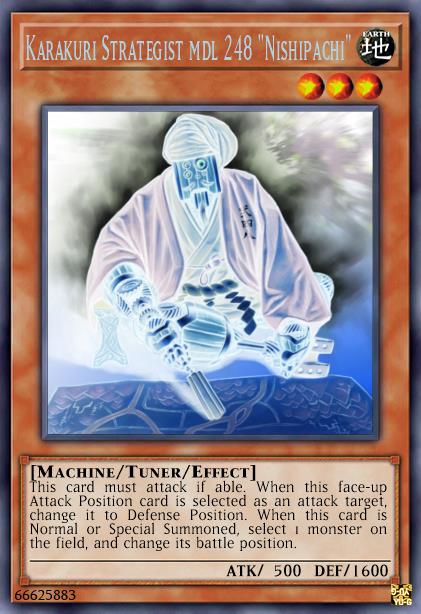 KARAKURI STRATEGIST MDL 248 "NISHIPACHI"
EARTH
地
弐四八
[MACHINE/TUNER/EFFECT]
This card must attack if able. When this face-up
Attack Position card is selected as an attack target,
change it to Defense Position. When this card is
Normal or Special Summoned, select 1 monster on
the field, and change its battle position.
ATK/ 500 DEF/1600
66625883